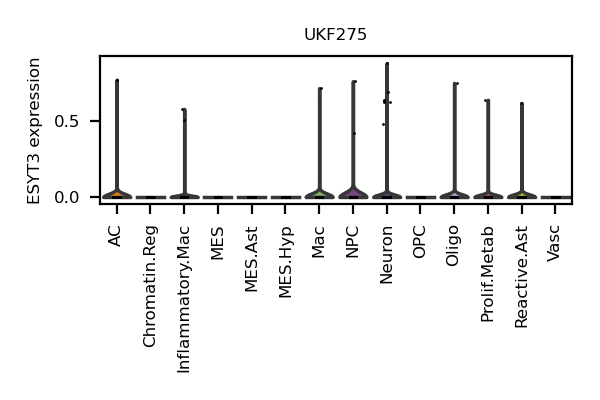 UKF275
ESYT3 expression
0.5
0.0
AC
Chromatin.Reg
Inflammatory.Mac
MES
MES.Ast
MES.Hyp
Mac
NPC
Neuron
OPC
Oligo
Prolif.Metab
Reactive.Ast
Vasc